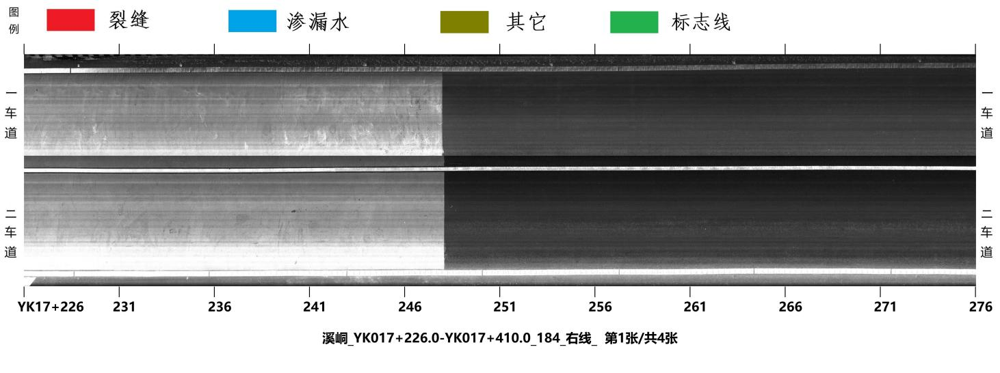 图例
裂缝 渗漏水 其它 标志线
一车道 一车道
二车道 二车道
YK17+226 231 236 241 246 251 256 261 266 271 276
溪峒_YK017+226.0-YK017+410.0_184_右线_ 第1张/共4张